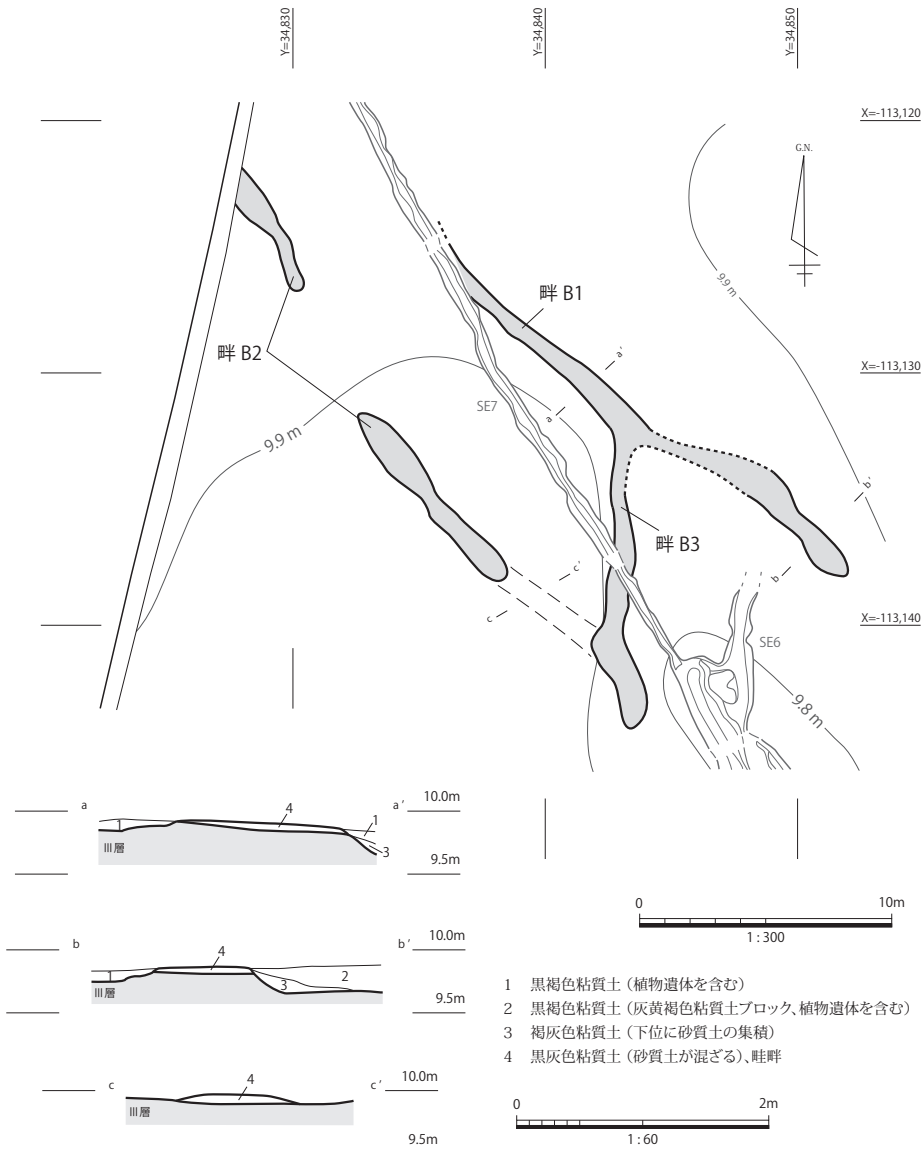 Y=34,830
Y=34,840
Y=34,850
X=-113,120
G.N.
9.9 m
畔 B1
a′
畔 B2
X=-113,130
SE7
a
9.9 m
b′
畔 B3
c′
b
c
X=-113,140
SE6
9.8 m
a
4
a′
10.0m
1
1
Ⅲ層
3
9.5m
0
10m
1 : 300
b
4
b′
10.0m
1
2
3
Ⅲ層
9.5m
1 黒褐色粘質土（植物遺体を含む）
2 黒褐色粘質土（灰黄褐色粘質土ブロック、植物遺体を含む）
3 褐灰色粘質土（下位に砂質土の集積）
4 黒灰色粘質土（砂質土が混ざる）、畦畔
c
4
c′
10.0m
Ⅲ層
9.5m
0
2m
1 : 60